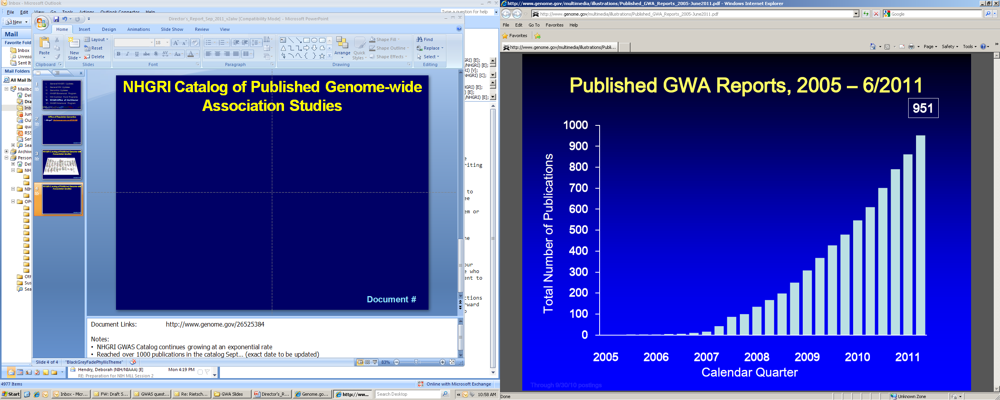 Inbox - Microsoft Outlook
File Edit View Go Tools Actions Outlook Connector Help
Type a question for help
New
Mail
Favorite Fold
Inbox
Unread
Sent It
Mail Folders
All Mail Ite
Mailbo
Del
Dra
Inb
Jun
Ou
qua
RSS
Sen
Sea
Archive
Person
Del
NH
NIH
OP
Oth
Sus
Sea
Director's_Report_Sep_2011_v2alw [Compatibility Mode] - Microsoft PowerPoint
Home Insert Design Animations Slide Show Review View
Paste
Clipboard
New
Slide
Layout
Reset
Delete
Slides
18
B I U abc S AV Aa A
Font
Paragraph
Arrange
Quick
Styles
Shape Fill
Shape Outline
Shape Effects
Drawing
Find
Replace
Select
Editing
1
I. General NHGRI Updates
II. General NIH Updates
III. Genomics Updates
IV. NHGRI Extramural Program
V. NIH Common Fund Programs
VI. NHGRI Office of the Director
VII. NHGRI Intramural Program
2
Office of Population Genomics
3
NHGRI Catalog of Published Genome-wide
Association Studies
4
NHGRI Catalog of Published Genome-wide
Association Studies
NHGRI Catalog of Published Genome-wide
Association Studies
Document #
Document Links: http://www.genome.gov/26525384
Notes:
• NHGRI GWAS Catalog continues growing at an exponential rate
• Reached over 1000 publications in the catalog Sept... (exact date to be updated)
Slide 4 of 4 "BlackGreyFadePhyllisTheme" 83%
GRI) [E];
/NHGRI) [E];
RI) [V];
NHGRI) [C];
HGRI) [E];
) [E];
/NHGRI) [E];
e
riting
to
ee
em or
ne
our
e who
ent to
ctions
rward
Hendry, Deborah (NIH/NIAAA) [E] Mon 4:19 PM
RE: Preparation for NIH MLL Session 2
4977 Items
Online with Microsoft Exchange
Start
Inbox - Micr...
FW: Draft S...
GWAS quest...
Re: Rietsch...
GWA Slides
Director's_R...
Genome.go...
http://ww...
Search Desktop
10:58 AM
http://www.genome.gov/multimedia/illustrations/Published_GWA_Reports_2005-June2011.pdf - Windows Internet Explorer
http://www.genome.gov/multimedia/illustrations/Published_GWA_Reports_2005-June2011.pdf
Google
File Edit Go To Favorites Help
Favorites
http://www.genome.gov/multimedia/illustrations/Publi...
Page Safety Tools
Published GWA Reports, 2005 – 6/2011
951
Total Number of Publications
1000
900
800
700
600
500
400
300
200
100
0
2005 2006 2007 2008 2009 2010 2011
Calendar Quarter
Through 9/30/10 postings
Done
Unknown Zone